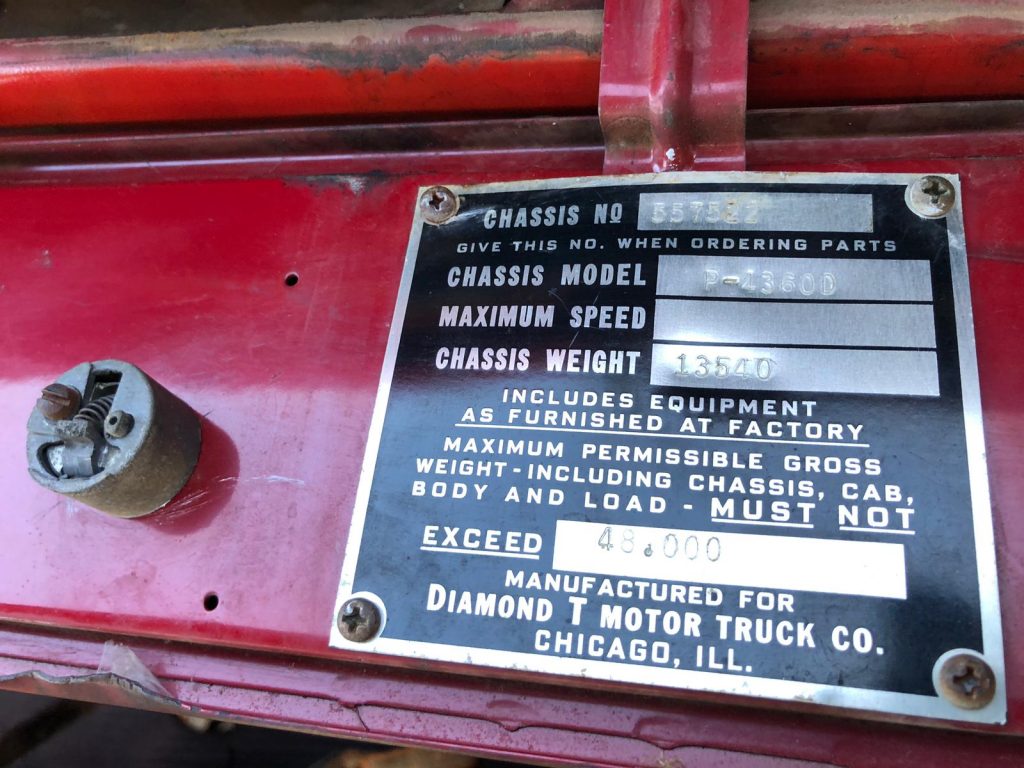 CHASSIS NO 557522
GIVE THIS NO. WHEN ORDERING PARTS
CHASSIS MODEL P-4360D
MAXIMUM SPEED
CHASSIS WEIGHT 13540
INCLUDES EQUIPMENT
AS FURNISHED AT FACTORY
MAXIMUM PERMISSIBLE GROSS
WEIGHT-INCLUDING CHASSIS, CAB,
BODY AND LOAD - MUST NOT
EXCEED 48,000
MANUFACTURED FOR
DIAMOND T MOTOR TRUCK CO.
CHICAGO, ILL.